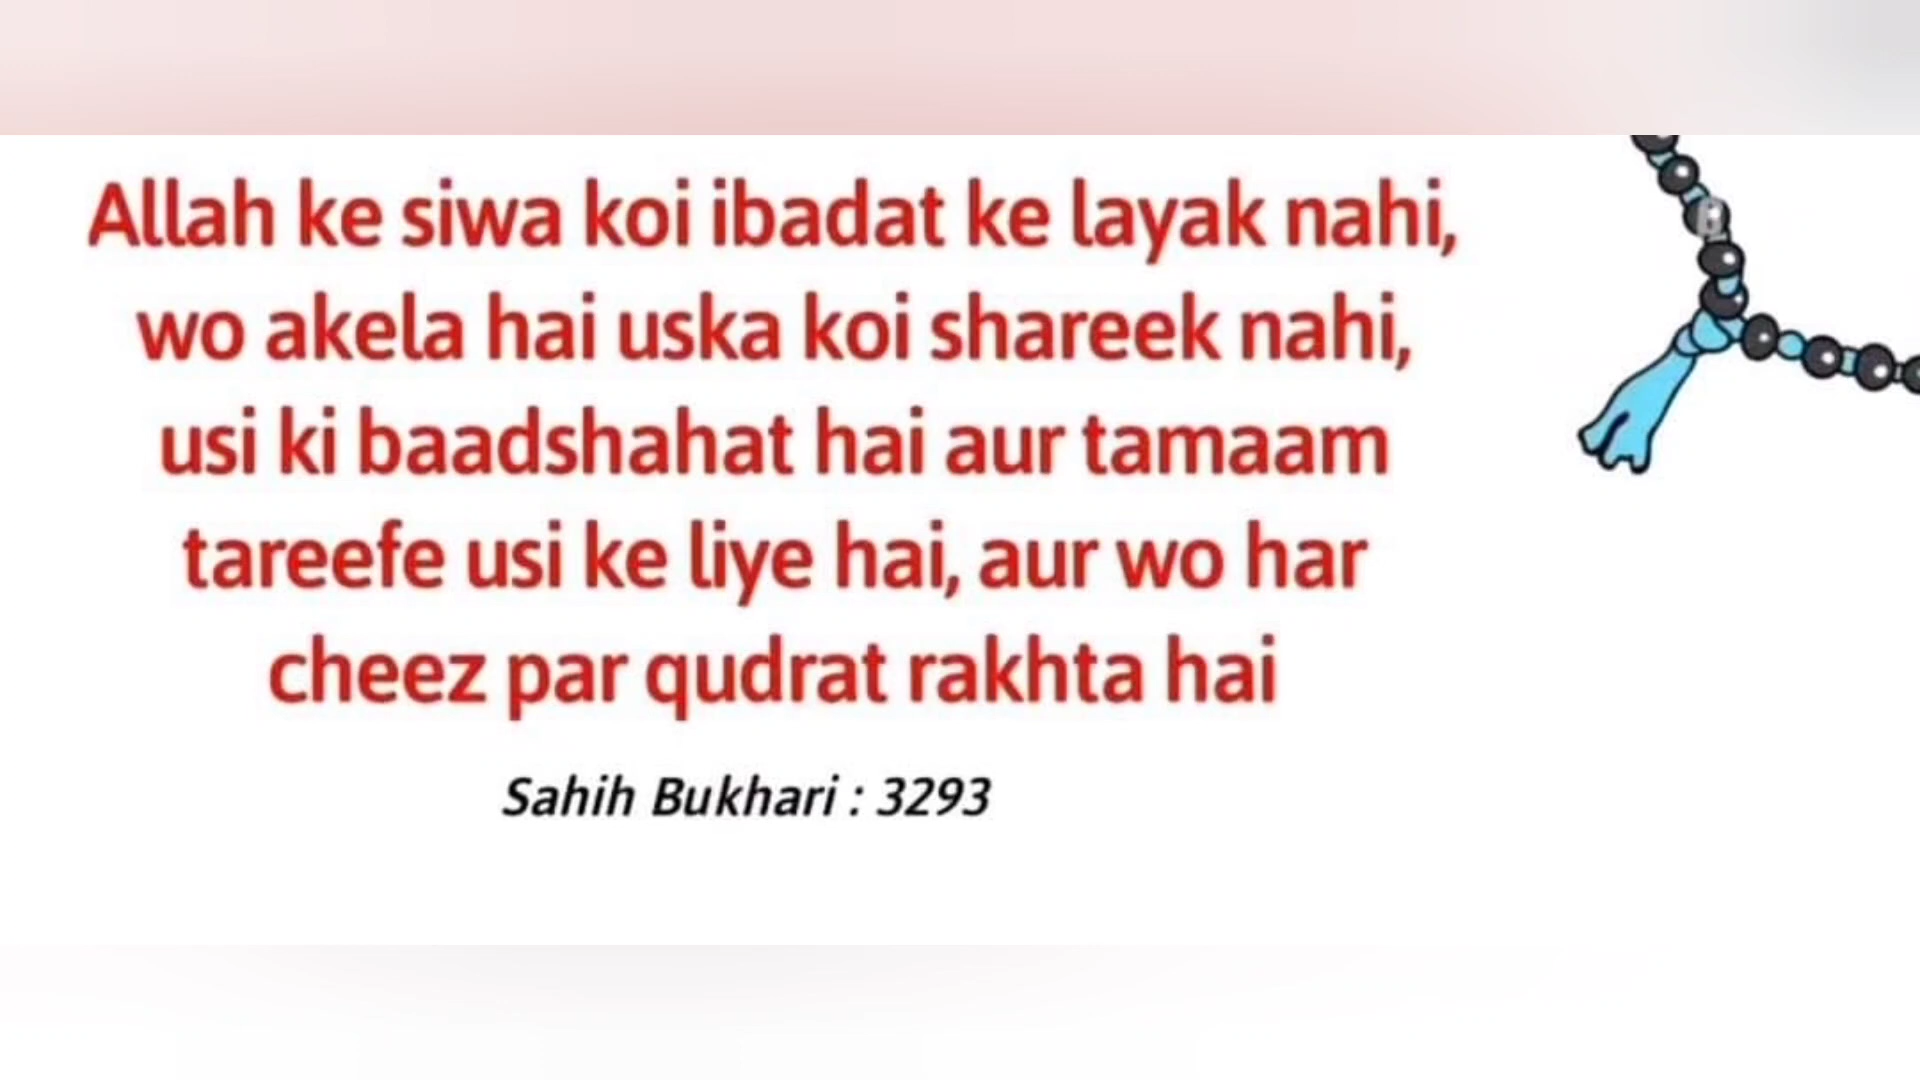 Allah ke siwa koi ibadat ke layak nahi,
wo akela hai uska koi shareek nahi,
usi ki baadshahat hai aur tamaam
tareefe usi ke liye hai, aur wo har
cheez par qudrat rakhta hai
Sahih Bukhari : 3293